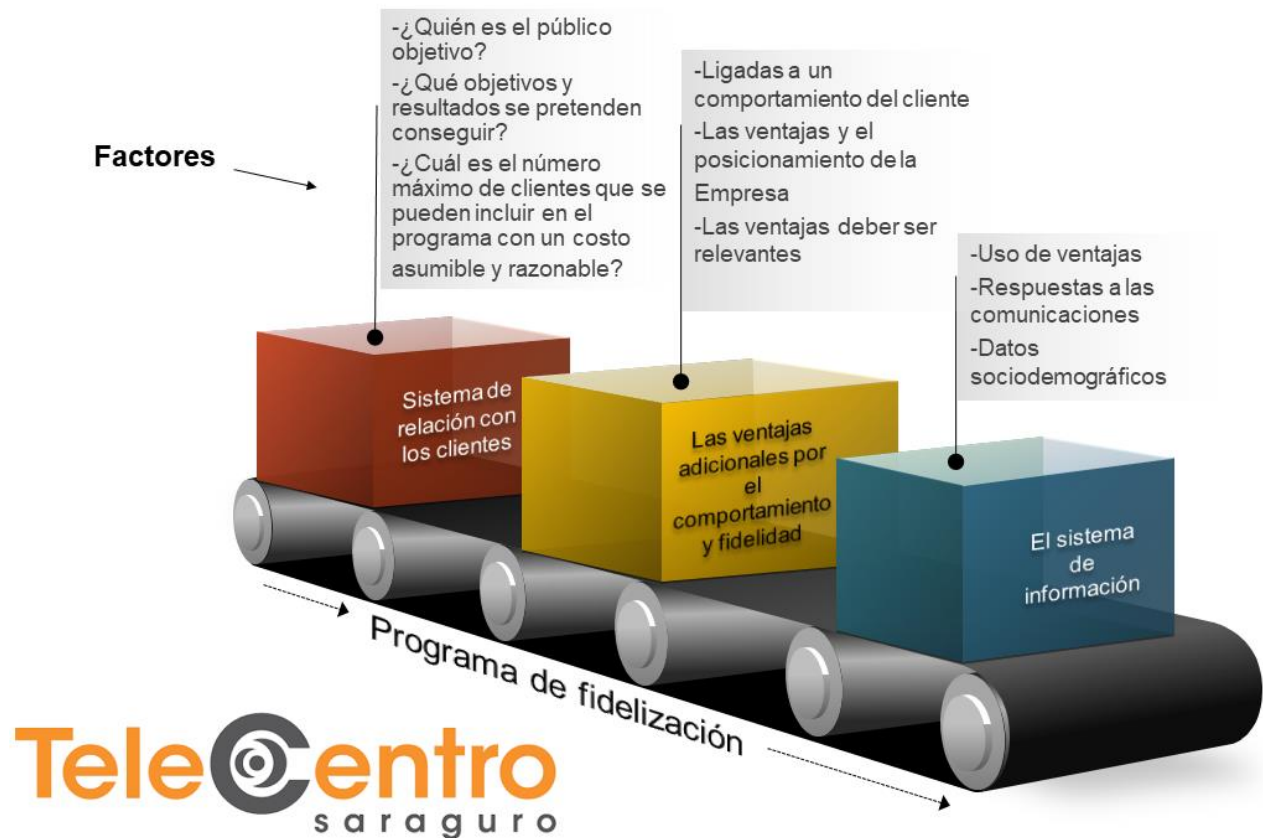 Factores
-¿Quién es el público
objetivo?
-¿Qué objetivos y
resultados se pretenden
conseguir?
-¿Cuál es el número
máximo de clientes que se
pueden incluir en el
programa con un costo
asumible y razonable?
-Ligadas a un
comportamiento del cliente
-Las ventajas y el
posicionamiento de la
Empresa
-Las ventajas deber ser
relevantes
-Uso de ventajas
-Respuestas a las
comunicaciones
-Datos
sociodemográficos
Sistema de
relación con
los clientes
Las ventajas
adicionales por
el
comportamiento
y fidelidad
El sistema
de
información
Programa de fidelización
TeleCentro
saraguro